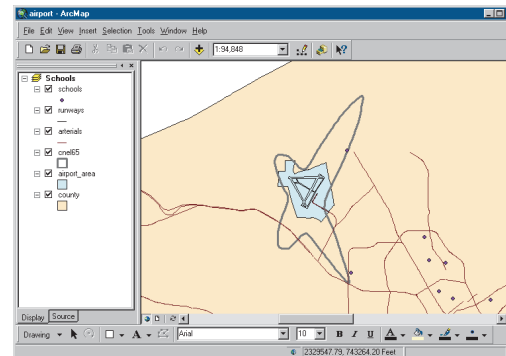 airport - ArcMap
File Edit View Insert Selection Tools Window Help
1:94,848
Schools
schools
runways
arterials
cnel65
airport_area
county
Display Source
Drawing A Arial 10 B I U A
2329547.79, 743264.20 Feet